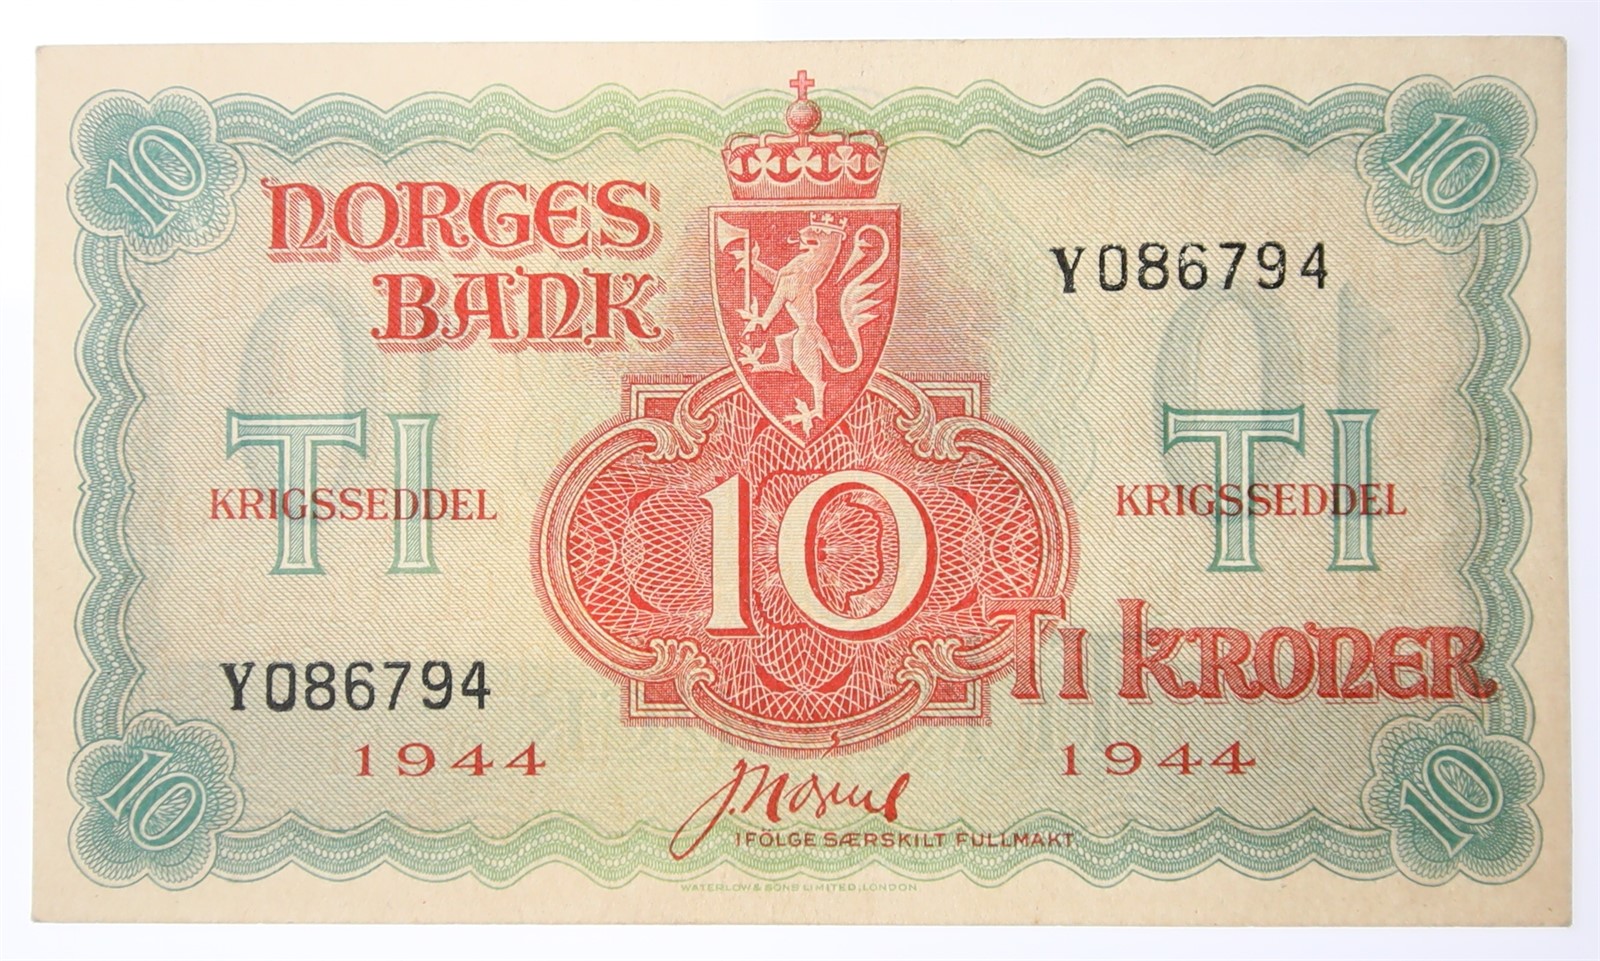 10
10
NORGES
BANK
Y086794
TI
TI
KRIGSSEDDEL
KRIGSSEDDEL
10
TI KRONER
Y086794
1944
1944
10
10
I FÖLGE SÆRSKILT FULLMAKT
WATERLOW & SONS LIMITED, LONDON